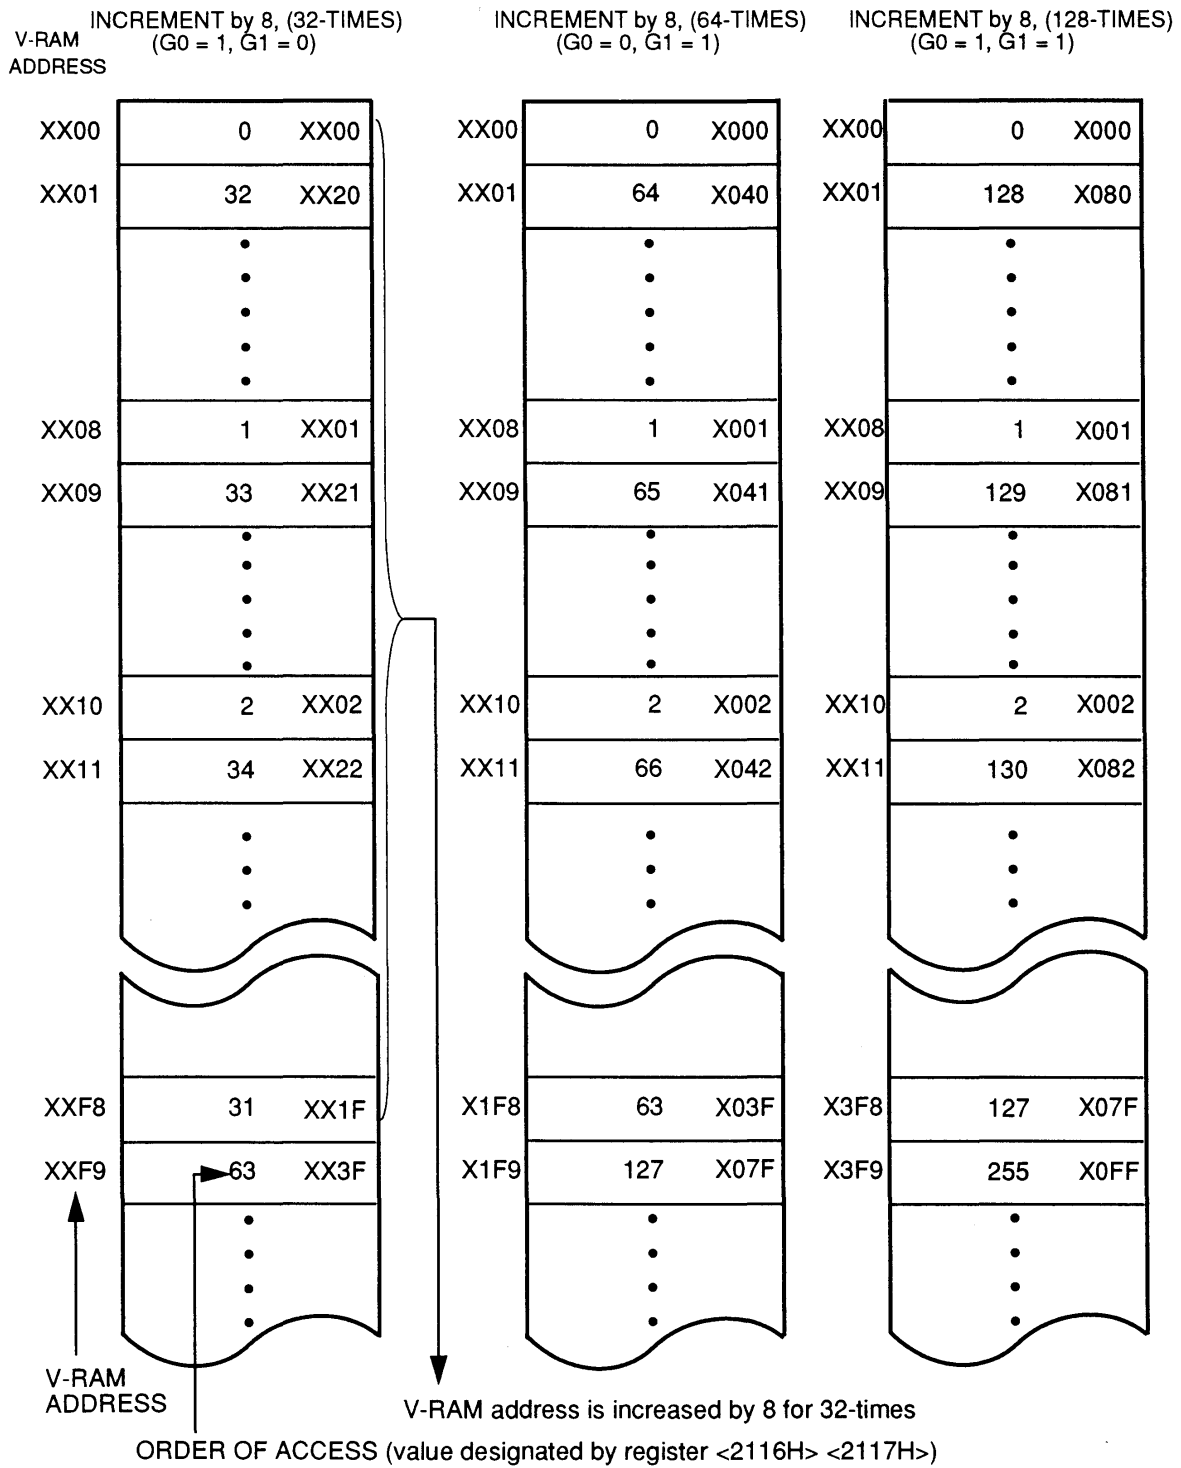 INCREMENT by 8, (32-TIMES)
(G0 = 1, G1 = 0)
INCREMENT by 8, (64-TIMES)
(G0 = 0, G1 = 1)
INCREMENT by 8, (128-TIMES)
(G0 = 1, G1 = 1)
V-RAM
ADDRESS
XX00 0 XX00 XX00 0 X000 XX00 0 X000
XX01 32 XX20 XX01 64 X040 XX01 128 X080
XX08 1 XX01 XX08 1 X001 XX08 1 X001
XX09 33 XX21 XX09 65 X041 XX09 129 X081
XX10 2 XX02 XX10 2 X002 XX10 2 X002
XX11 34 XX22 XX11 66 X042 XX11 130 X082
XXF8 31 XX1F X1F8 63 X03F X3F8 127 X07F
XXF9 63 XX3F X1F9 127 X07F X3F9 255 X0FF
V-RAM
ADDRESS
V-RAM address is increased by 8 for 32-times
ORDER OF ACCESS (value designated by register <2116H> <2117H>)